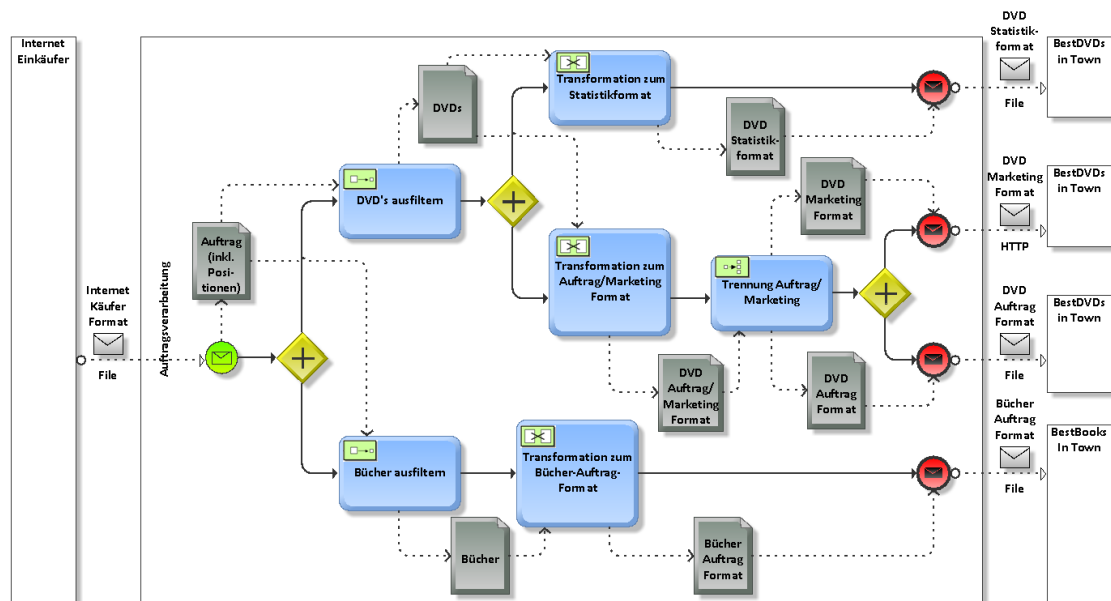 Internet
Einkäufer
Internet
Käufer
Format
File
Auftragsverarbeitung
Auftrag
(inkl.
Posi-
tionen)
DVD's ausfiltern
DVDs
Transformation zum
Statistikformat
DVD
Statistik-
format
Transformation zum
Auftrag/Marketing
Format
DVD
Auftrag/
Marketing
Format
Trennung Auftrag/
Marketing
DVD
Marketing
Format
DVD
Auftrag
Format
Bücher ausfiltern
Bücher
Transformation zum
Bücher-Auftrag-
Format
Bücher
Auftrag
Format
DVD
Statistik-
format
File
BestDVDs
in Town
DVD
Marketing
Format
HTTP
BestDVDs
in Town
DVD
Auftrag
Format
File
BestDVDs
in Town
Bücher
Auftrag
Format
File
BestBooks
In Town